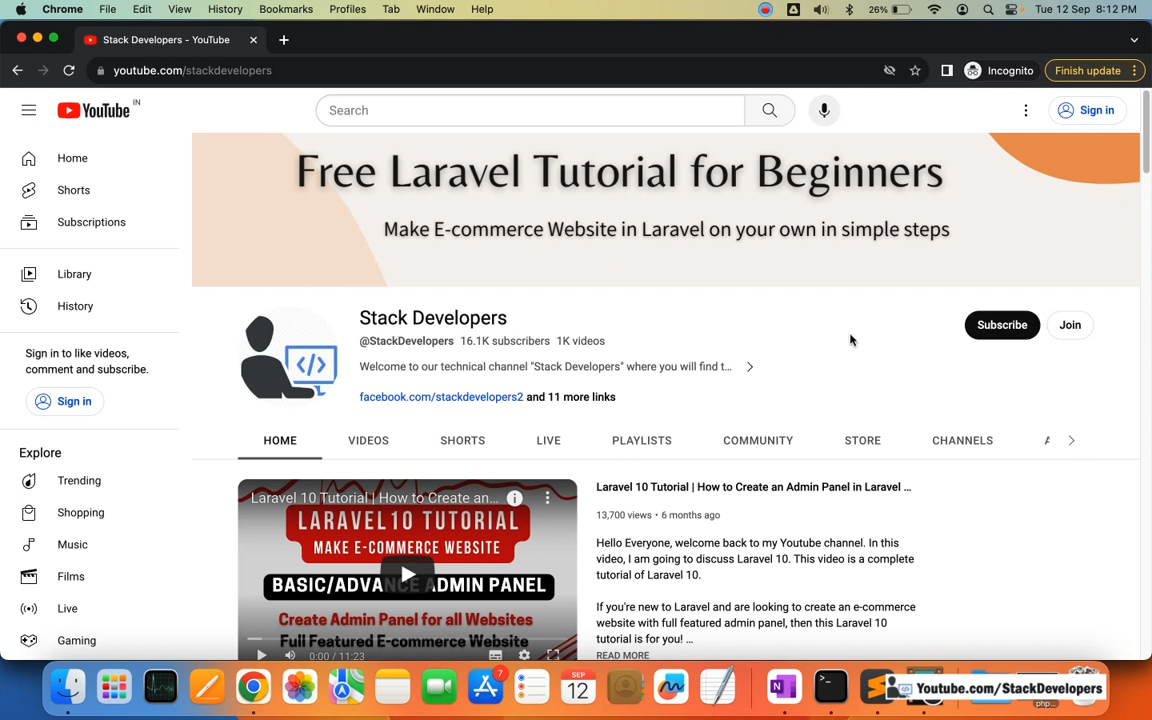 Chrome File Edit View History Bookmarks Profiles Tab Window Help 26% Tue 12 Sep 8:12 PM
Stack Developers - YouTube
youtube.com/stackdevelopers Incognito Finish update
YouTube IN Search Sign in
Home
Shorts
Subscriptions
Library
History
Sign in to like videos,
comment and subscribe.
Sign in
Explore
Trending
Shopping
Music
Films
Live
Gaming
Free Laravel Tutorial for Beginners
Make E-commerce Website in Laravel on your own in simple steps
</>
Stack Developers
@StackDevelopers 16.1K subscribers 1K videos
Welcome to our technical channel "Stack Developers" where you will find t...
facebook.com/stackdevelopers2 and 11 more links
Subscribe Join
HOME VIDEOS SHORTS LIVE PLAYLISTS COMMUNITY STORE CHANNELS
Laravel 10 Tutorial | How to Create an...
LARAVEL10 TUTORIAL
MAKE E-COMMERCE WEBSITE
BASIC/ADVANCE ADMIN PANEL
Create Admin Panel for all Websites
Full Featured E-commerce Website
0:00 / 11:23
Laravel 10 Tutorial | How to Create an Admin Panel in Laravel ...
13,700 views • 6 months ago
Hello Everyone, welcome back to my Youtube channel. In this
video, I am going to discuss Laravel 10. This video is a complete
tutorial of Laravel 10.
If you're new to Laravel and are looking to create an e-commerce
website with full featured admin panel, then this Laravel 10
tutorial is for you! ...
READ MORE
7
SEP
12
Youtube.com/StackDevelopers
php...